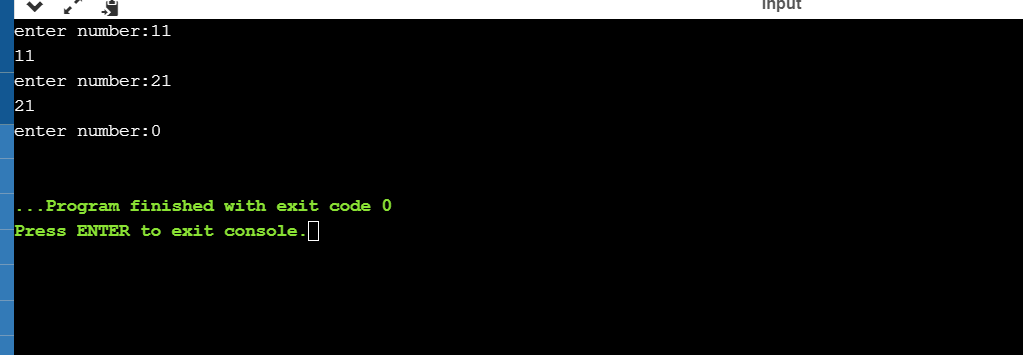 input
enter number:11
11
enter number:21
21
enter number:0
...Program finished with exit code 0
Press ENTER to exit console.